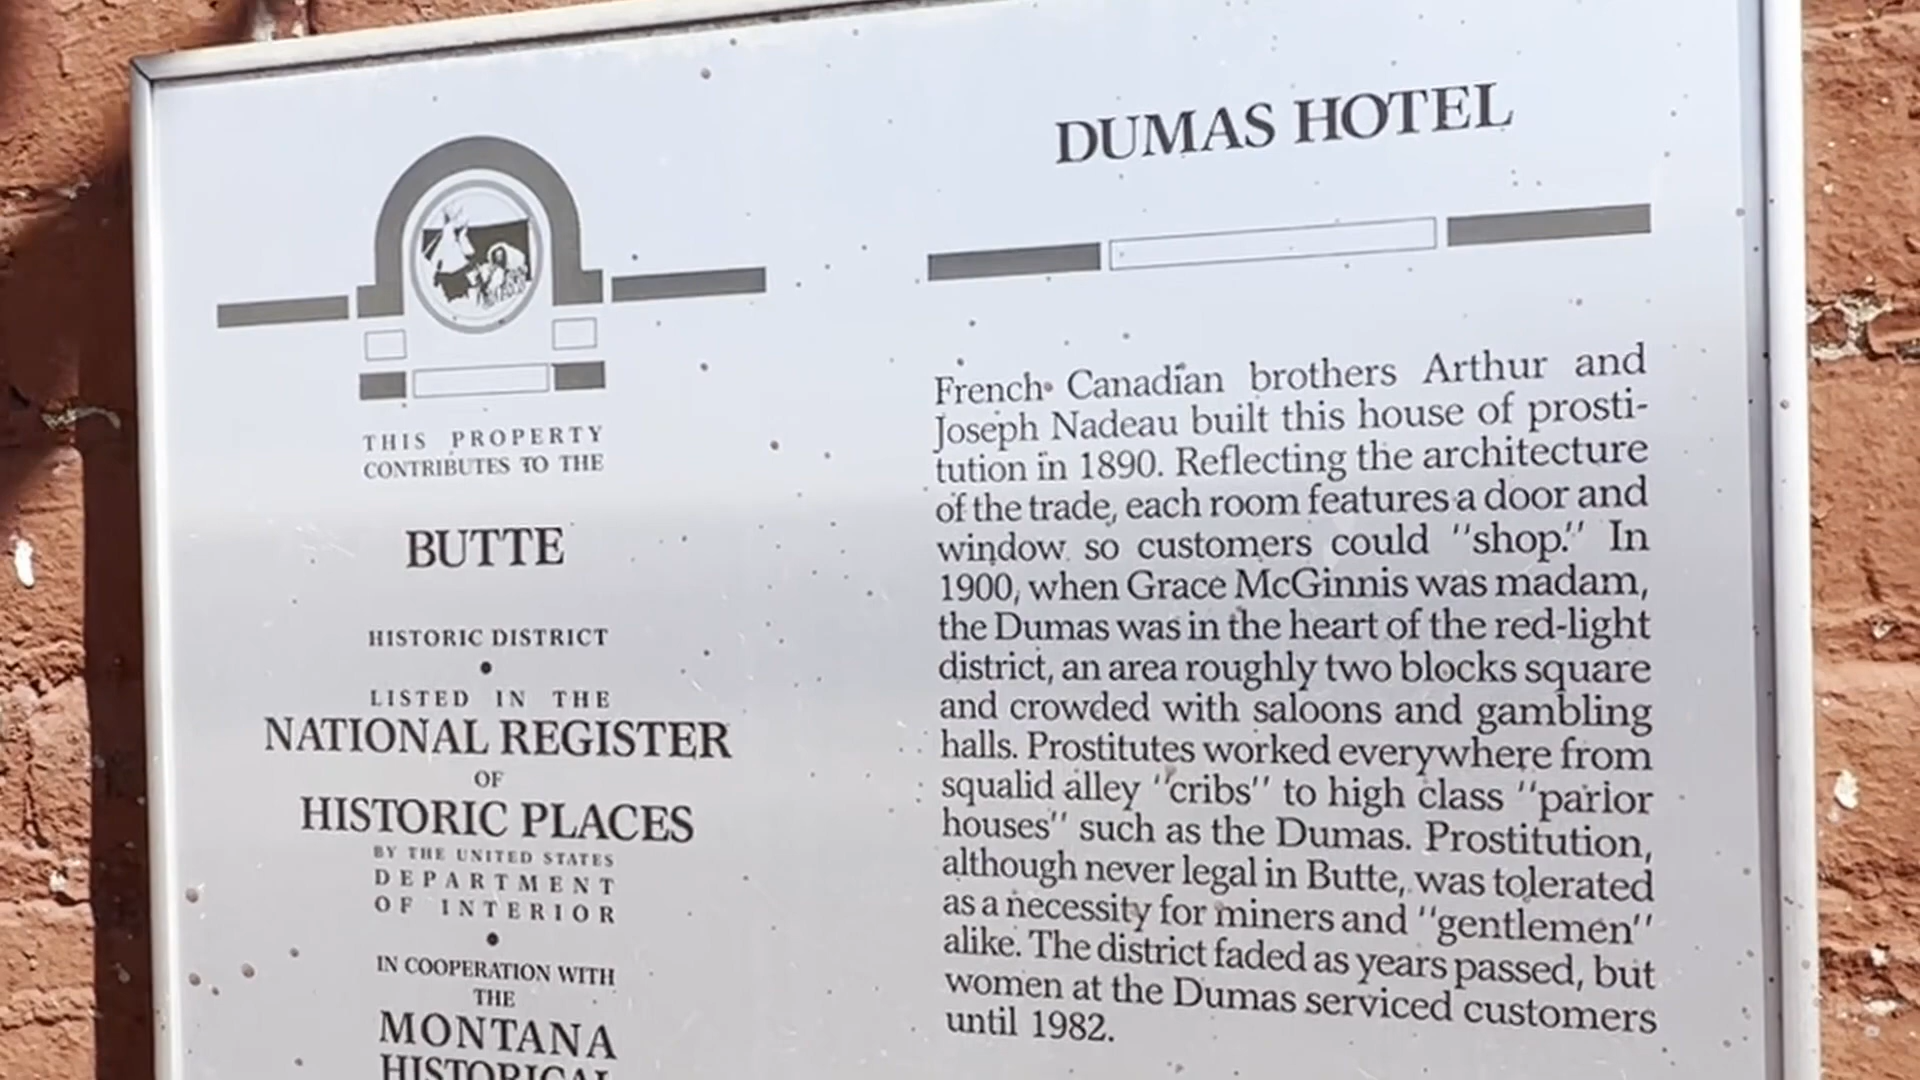 THIS PROPERTY
CONTRIBUTES TO THE
BUTTE
HISTORIC DISTRICT
LISTED IN THE
NATIONAL REGISTER
OF
HISTORIC PLACES
BY THE UNITED STATES
DEPARTMENT
OF INTERIOR
IN COOPERATION WITH
THE
MONTANA
HISTORICAL
DUMAS HOTEL
French Canadian brothers Arthur and
Joseph Nadeau built this house of prosti-
tution in 1890. Reflecting the architecture
of the trade, each room features a door and
window so customers could "shop." In
1900, when Grace McGinnis was madam,
the Dumas was in the heart of the red-light
district, an area roughly two blocks square
and crowded with saloons and gambling
halls. Prostitutes worked everywhere from
squalid alley "cribs" to high class "parlor
houses" such as the Dumas. Prostitution,
although never legal in Butte, was tolerated
as a necessity for miners and "gentlemen"
alike. The district faded as years passed, but
women at the Dumas serviced customers
until 1982.